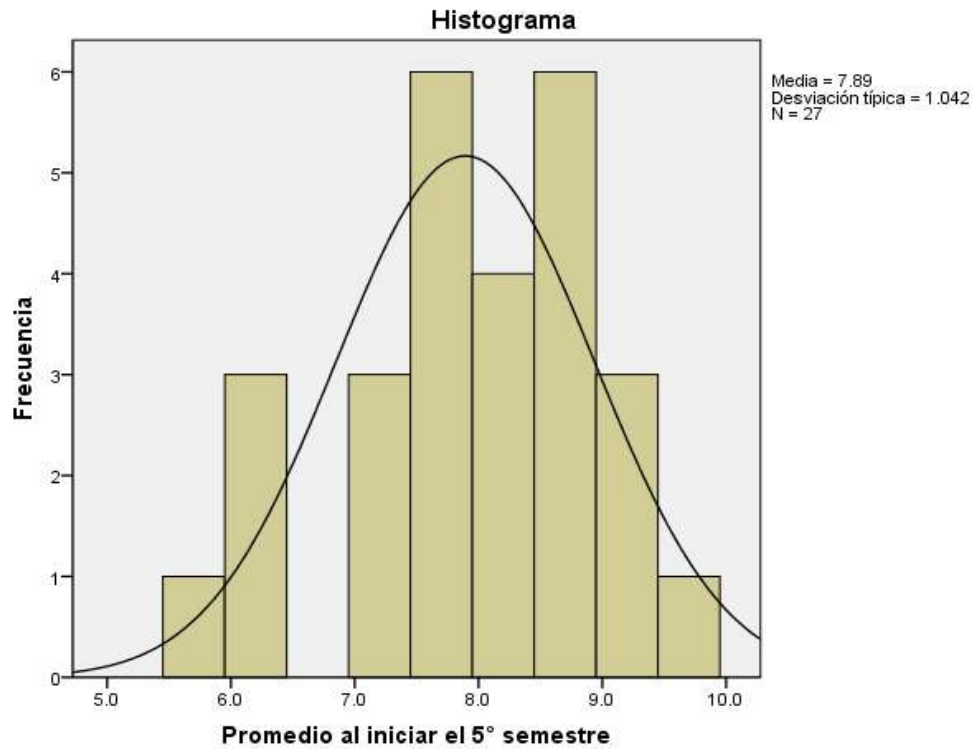 Histograma
Media = 7.89
Desviación típica = 1.042
N = 27
6
5
4
3
2
1
0
Frecuencia
5.0 6.0 7.0 8.0 9.0 10.0
Promedio al iniciar el 5° semestre